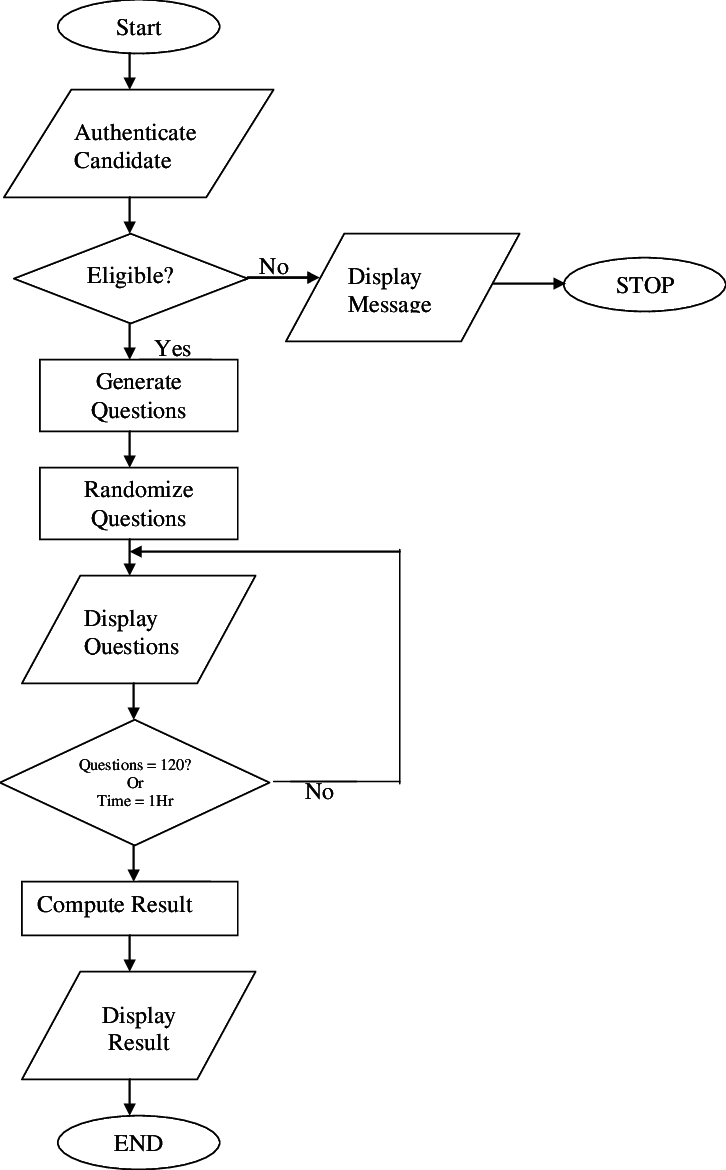 Start
Authenticate
Candidate
Eligible?
No
Display
Message
STOP
Yes
Generate
Questions
Randomize
Questions
Display
Questions
Questions = 120?
Or
Time = 1Hr
No
Compute Result
Display
Result
END